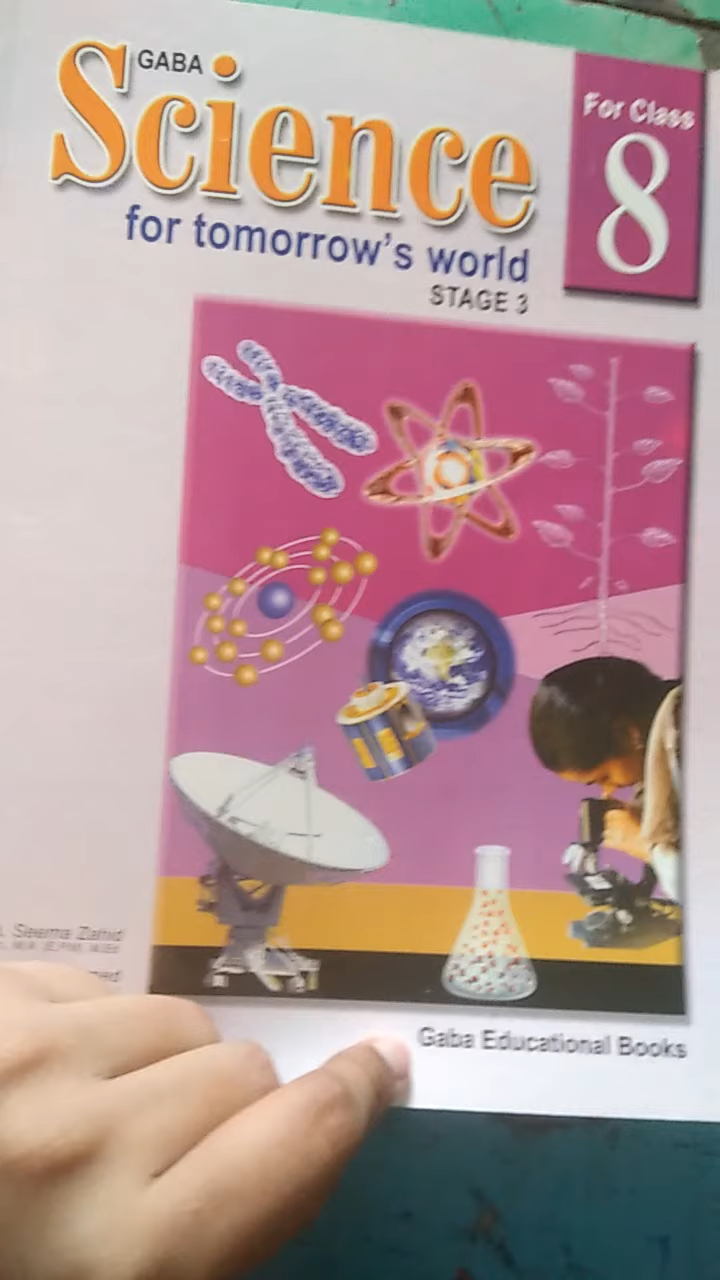 GABA
Science
for tomorrow's world
STAGE 3
For Class
8
Seema Zahid
Gaba Educational Books